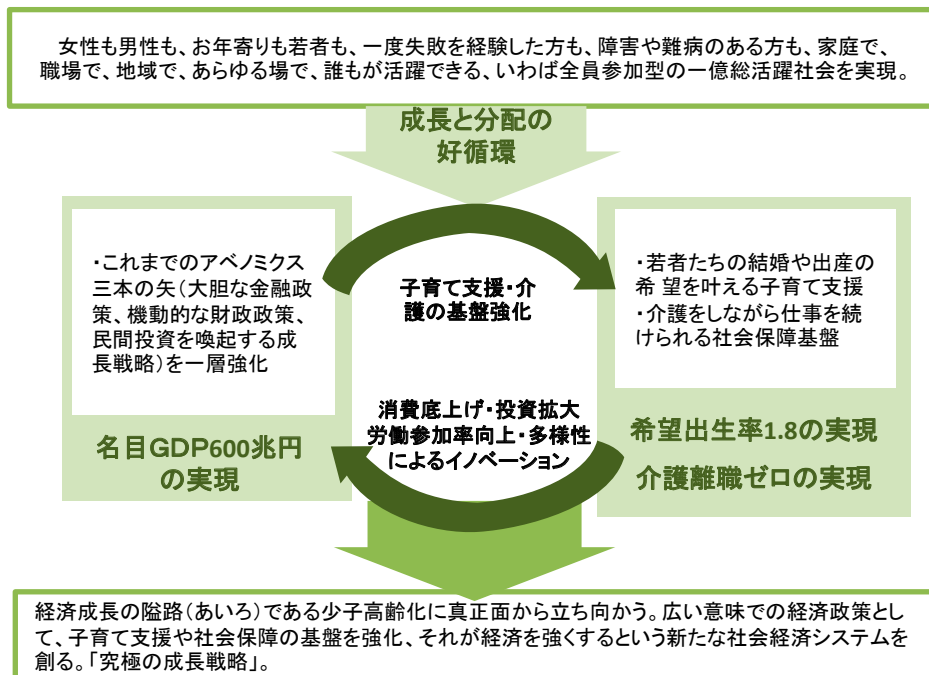 女性も男性も、お年寄りも若者も、一度失敗を経験した方も、障害や難病のある方も、家庭で、
職場で、地域で、あらゆる場で、誰もが活躍できる、いわば全員参加型の一億総活躍社会を実現。
成長と分配の
好循環
・これまでのアベノミクス
三本の矢（大胆な金融政
策、機動的な財政政策、
民間投資を喚起する成
長戦略）を一層強化
名目GDP600兆円
の実現
子育て支援・介
護の基盤強化
消費底上げ・投資拡大
労働参加率向上・多様性
によるイノベーション
・若者たちの結婚や出産の
希 望を叶える子育て支援
・介護をしながら仕事を続
けられる社会保障基盤
希望出生率1.8の実現
介護離職ゼロの実現
経済成長の隘路（あいろ）である少子高齢化に真正面から立ち向かう。広い意味での経済政策とし
て、子育て支援や社会保障の基盤を強化、それが経済を強くするという新たな社会経済システムを
創る。「究極の成長戦略」。